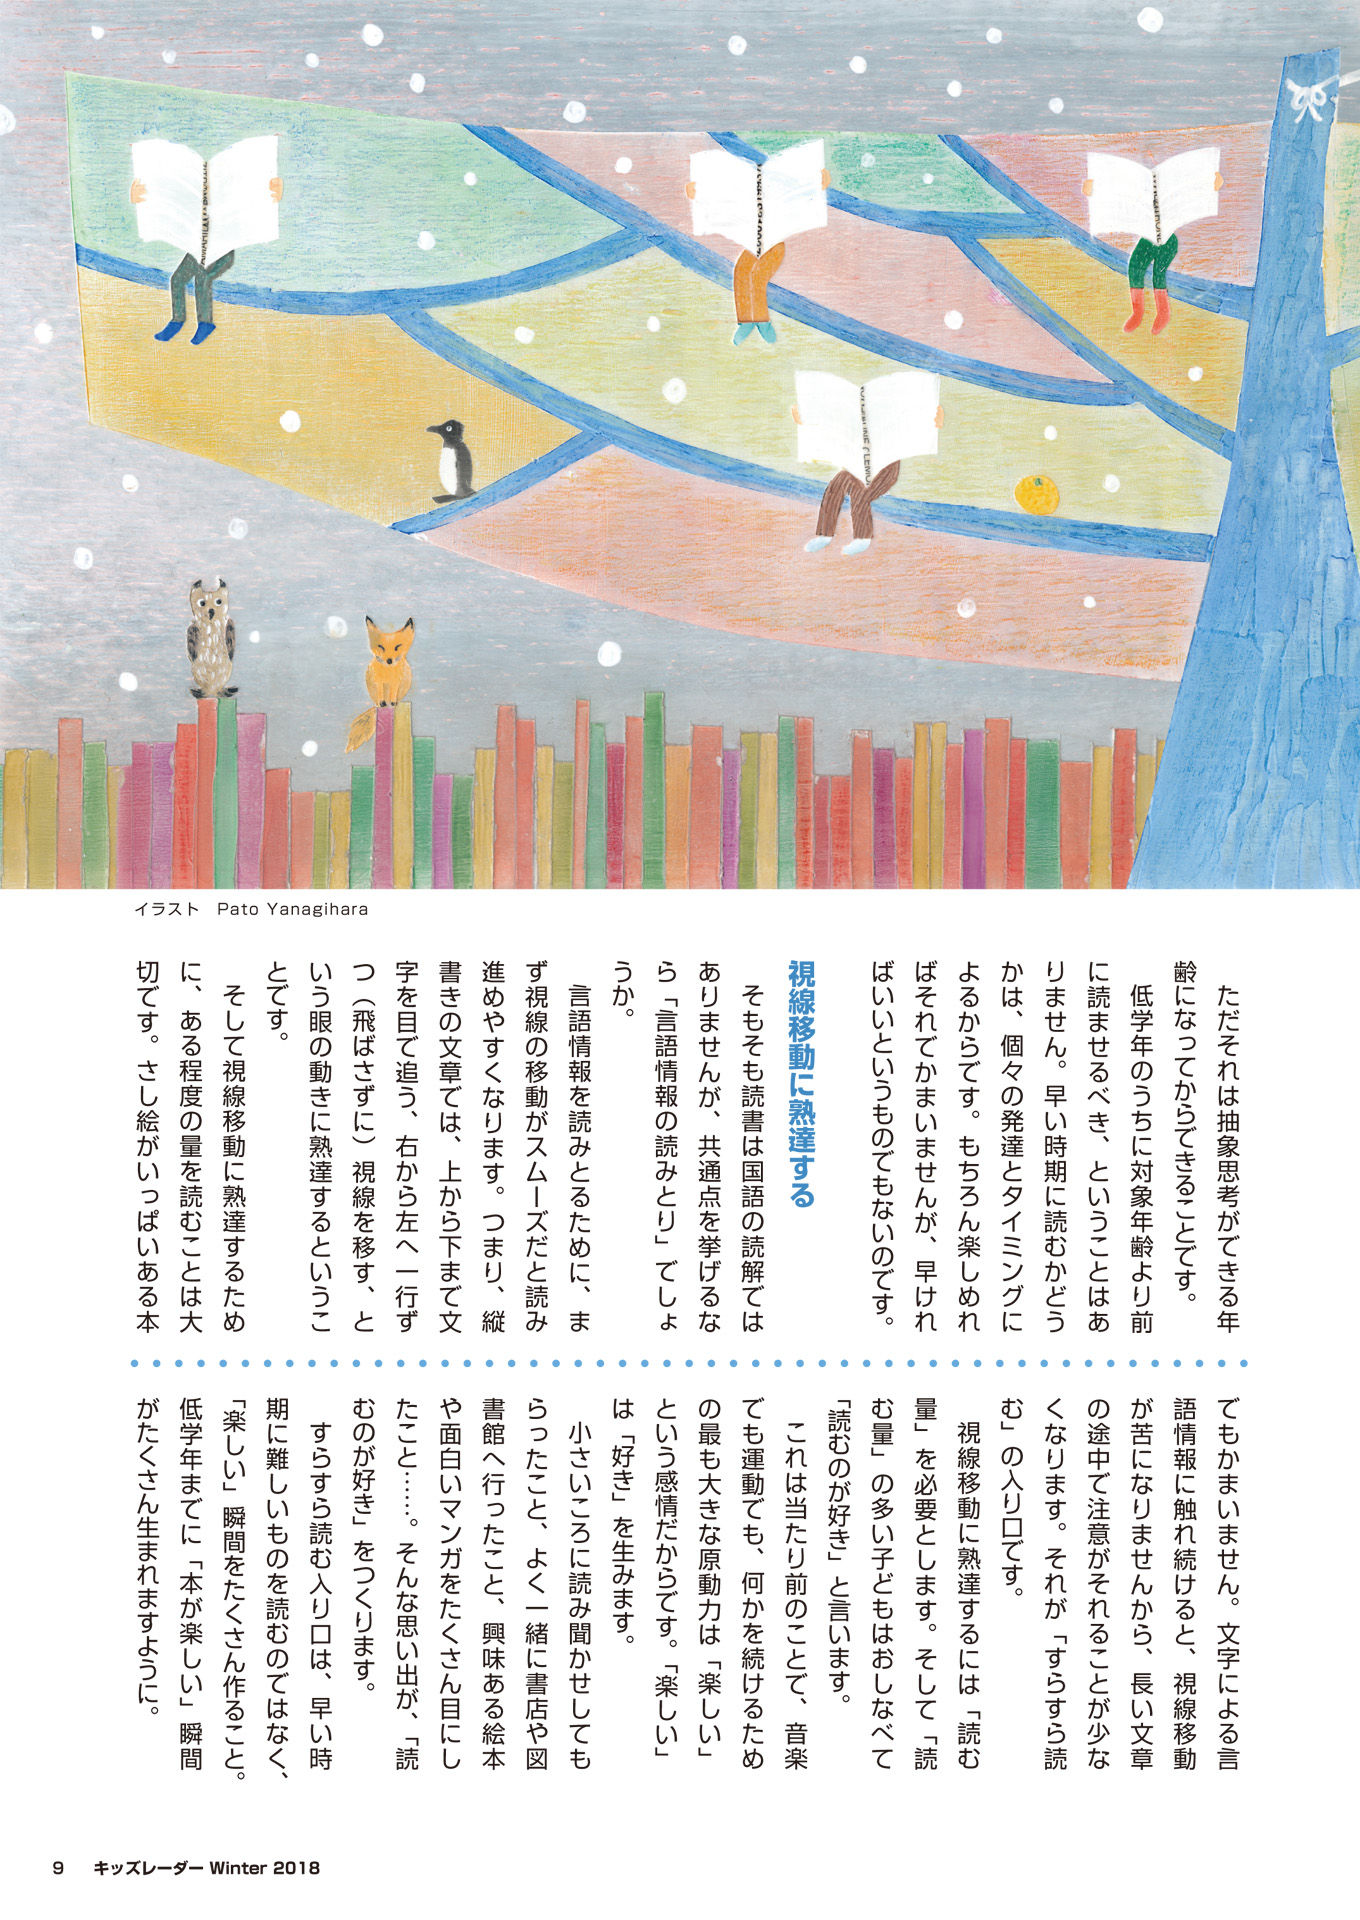 イラスト　Pato Yanagihara
　ただそれは抽象思考ができる年
齢になってからできることです。
　低学年のうちに対象年齢より前
に読ませるべき、ということはあ
りません。早い時期に読むかどう
かは、個々の発達とタイミングに
よるからです。もちろん楽しめれ
ばそれでかまいませんが、早けれ
ばいいというものでもないのです。
視線移動に熟達する
　そもそも読書は国語の読解では
ありませんが、共通点を挙げるな
ら「言語情報の読みとり」でしょ
うか。
　言語情報を読みとるために、ま
ず視線の移動がスムーズだと読み
進めやすくなります。つまり、縦
書きの文章では、上から下まで文
字を目で追う、右から左へ一行ず
つ（飛ばさずに）視線を移す、と
いう眼の動きに熟達するというこ
とです。
　そして視線移動に熟達するため
に、ある程度の量を読むことは大
切です。さし絵がいっぱいある本
でもかまいません。文字による言
語情報に触れ続けると、視線移動
が苦になりませんから、長い文章
の途中で注意がそれることが少な
くなります。それが「すらすら読
む」の入り口です。
　視線移動に熟達するには「読む
量」を必要とします。そして「読
む量」の多い子どもはおしなべて
「読むのが好き」と言います。
　これは当たり前のことで、音楽
でも運動でも、何かを続けるため
の最も大きな原動力は「楽しい」
という感情だからです。「楽しい」
は「好き」を生みます。
　小さいころに読み聞かせしても
らったこと、よく一緒に書店や図
書館へ行ったこと、興味ある絵本
や面白いマンガをたくさん目にし
たこと……。そんな思い出が、「読
むのが好き」をつくります。
　すらすら読む入り口は、早い時
期に難しいものを読むのではなく、
「楽しい」瞬間をたくさん作ること。
低学年までに「本が楽しい」瞬間
がたくさん生まれますように。
9　キッズレーダー Winter 2018